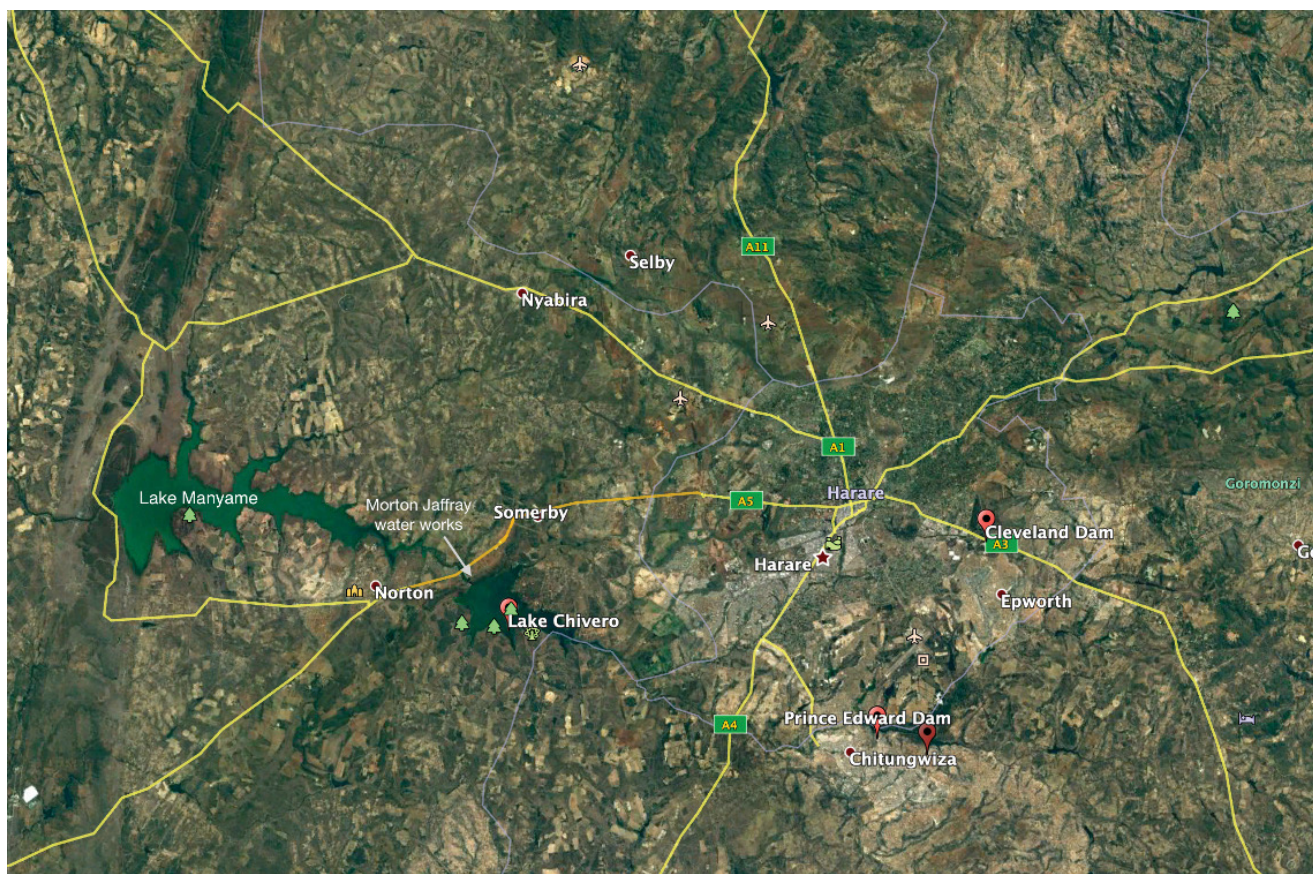 A11
Selby
Nyabira
A1
Goromonzi
Lake Manyame
Morton Jaffray
water works
Somerby
A5
Harare
Cleveland Dam
A3
Harare
Norton
Epworth
Lake Chivero
Prince Edward Dam
A4
Chitungwiza